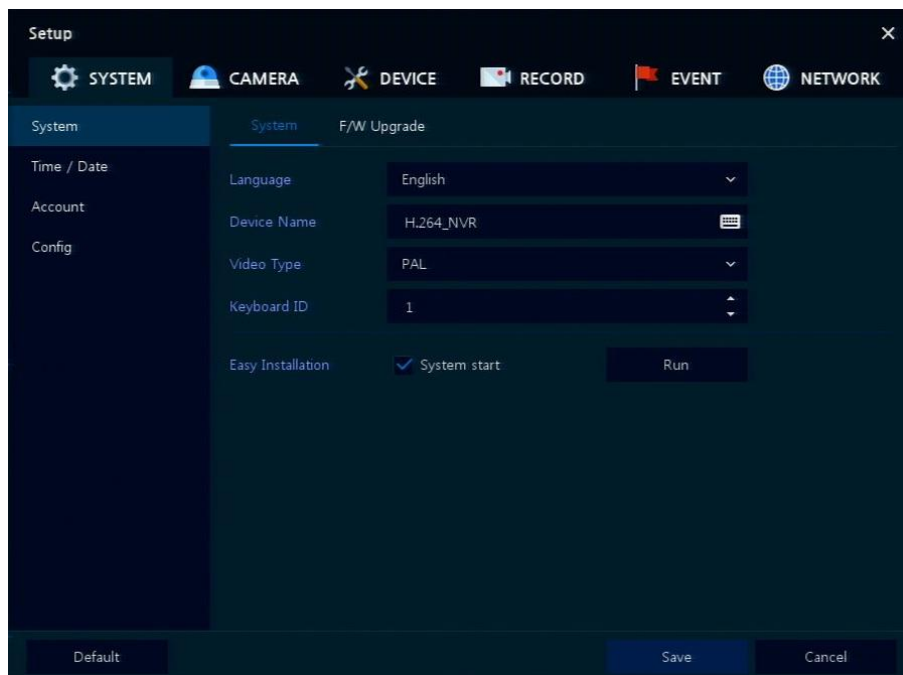 Setup
SYSTEM CAMERA DEVICE RECORD EVENT NETWORK
System
Time / Date
Account
Config
System F/W Upgrade
Language English
Device Name H.264_NVR
Video Type PAL
Keyboard ID 1
Easy Installation System start Run
Default Save Cancel